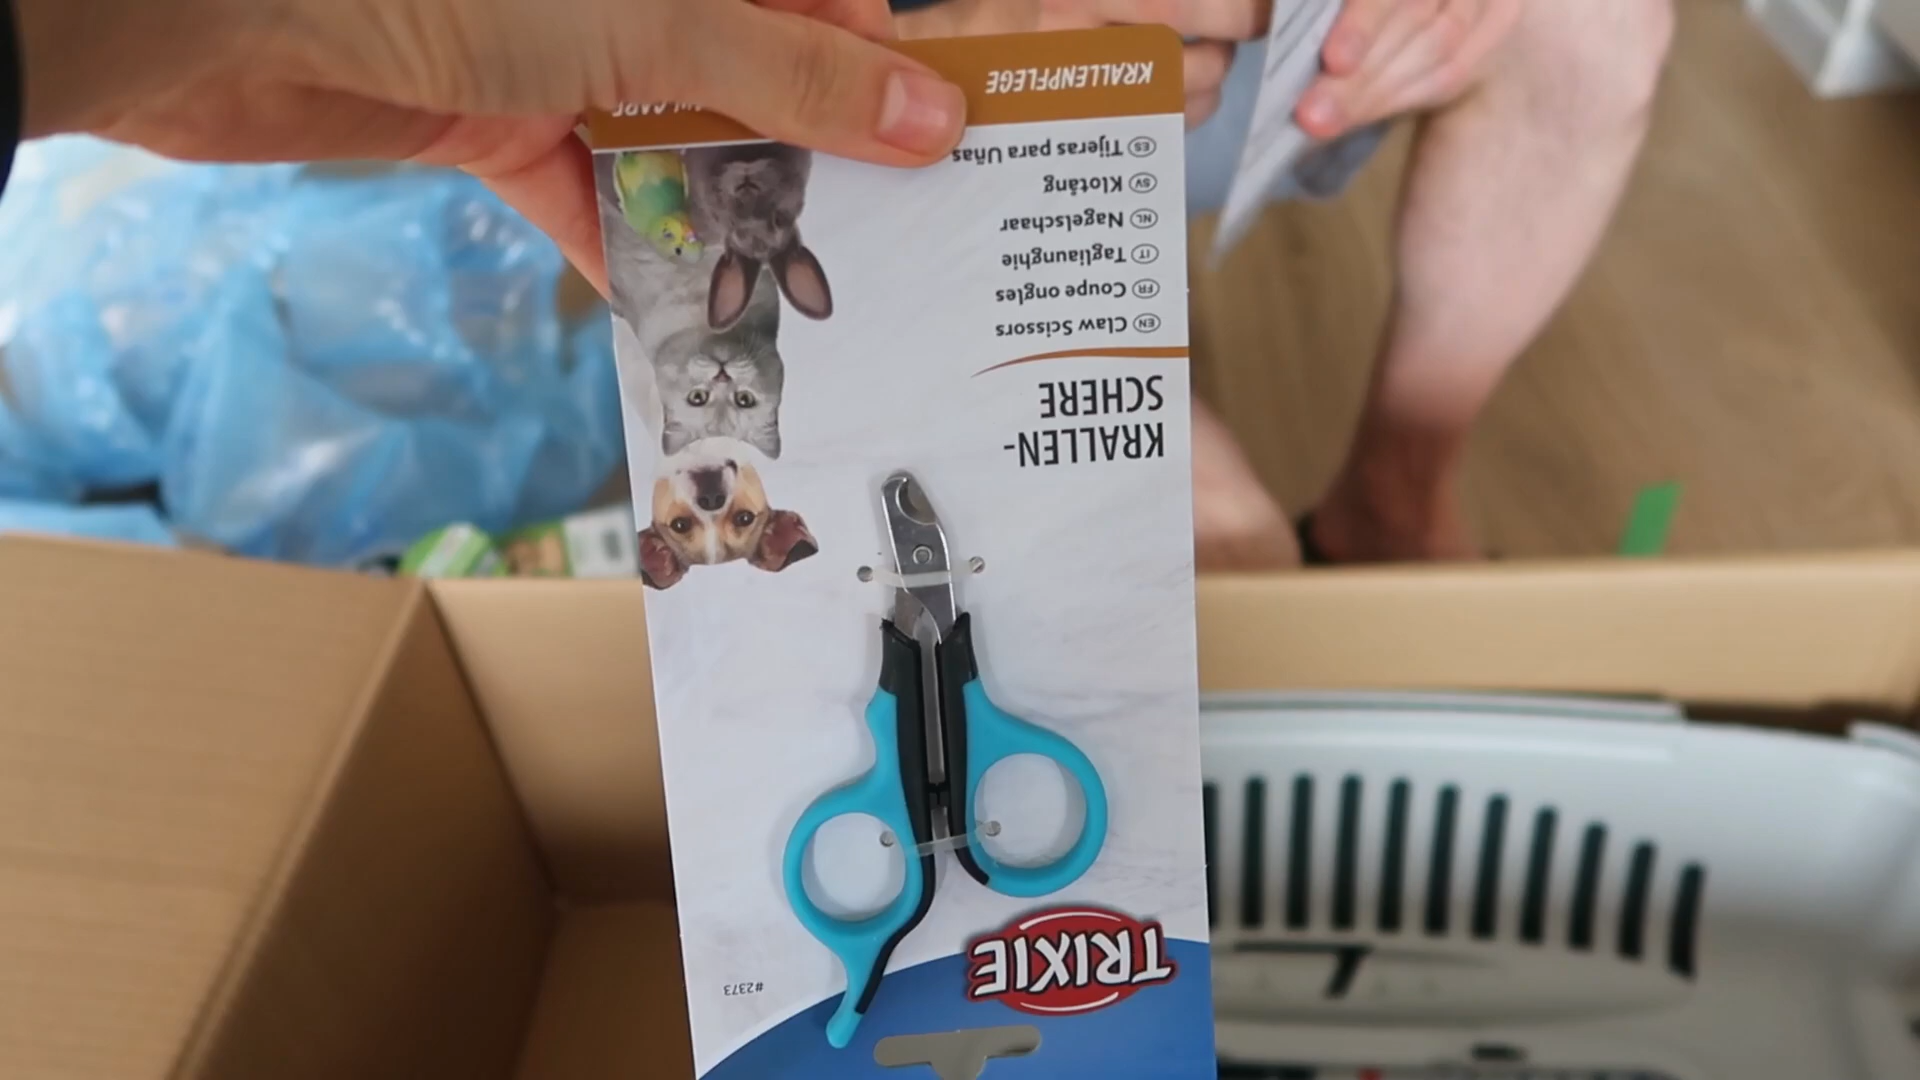 TRIXIE
#2373
KRALLEN-
SCHERE
EN Claw Scissors
FR Coupe ongles
IT Tagliaunghie
NL Nagelschaar
SV Klotång
ES Tijeras para Uñas
KRALLENPFLEGE